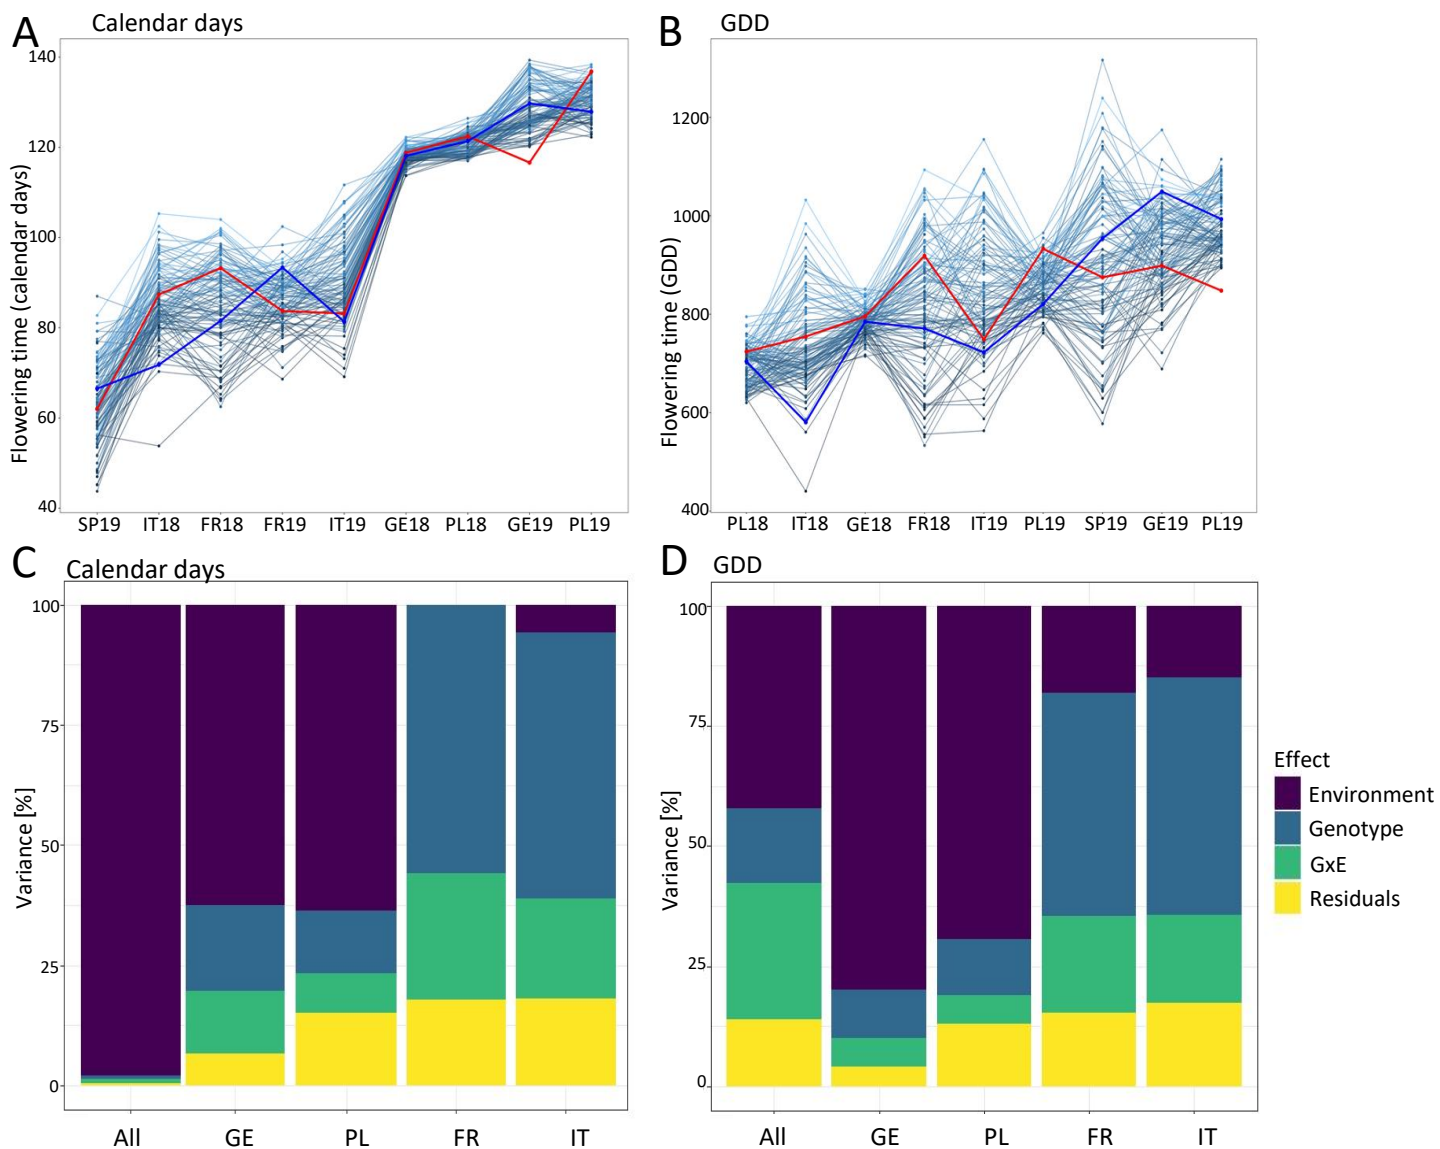 A
Calendar days
Flowering time (calendar days)
140
120
100
80
60
40
SP19 IT18 FR18 FR19 IT19 GE18 PL18 GE19 PL19
B
GDD
Flowering time (GDD)
1200
1000
800
600
400
PL18 IT18 GE18 FR18 IT19 PL19 SP19 GE19 PL19
C
Calendar days
Variance [%]
100
75
50
25
0
All GE PL FR IT
D
GDD
Variance [%]
100
75
50
25
0
All GE PL FR IT
Effect
Environment
Genotype
GxE
Residuals